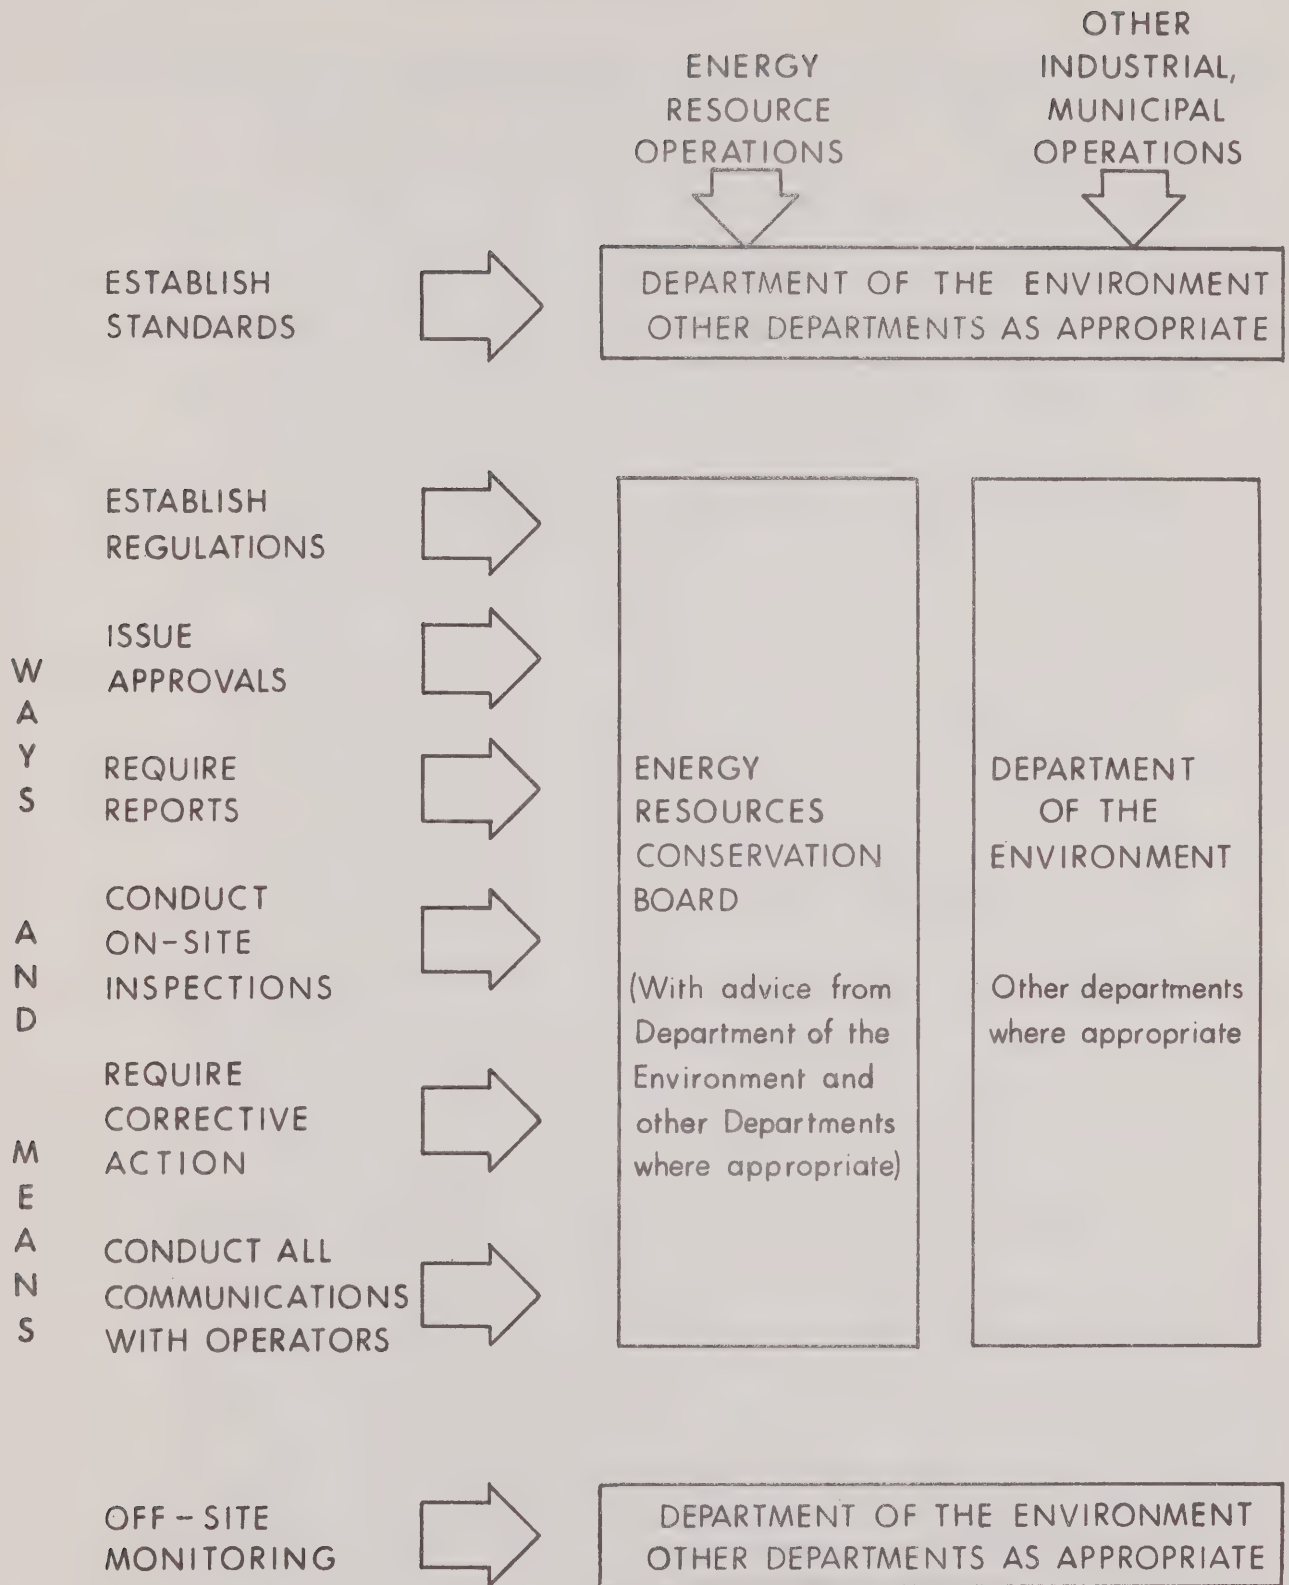 ENERGY
RESOURCE
OPERATIONS
OTHER
INDUSTRIAL,
MUNICIPAL
OPERATIONS
ESTABLISH
STANDARDS
DEPARTMENT OF THE ENVIRONMENT
OTHER DEPARTMENTS AS APPROPRIATE
WAYS
AND
MEANS
ESTABLISH
REGULATIONS
ISSUE
APPROVALS
REQUIRE
REPORTS
CONDUCT
ON-SITE
INSPECTIONS
REQUIRE
CORRECTIVE
ACTION
CONDUCT ALL
COMMUNICATIONS
WITH OPERATORS
ENERGY
RESOURCES
CONSERVATION
BOARD
(With advice from
Department of the
Environment and
other Departments
where appropriate)
DEPARTMENT
OF THE
ENVIRONMENT
Other departments
where appropriate
OFF-SITE
MONITORING
DEPARTMENT OF THE ENVIRONMENT
OTHER DEPARTMENTS AS APPROPRIATE